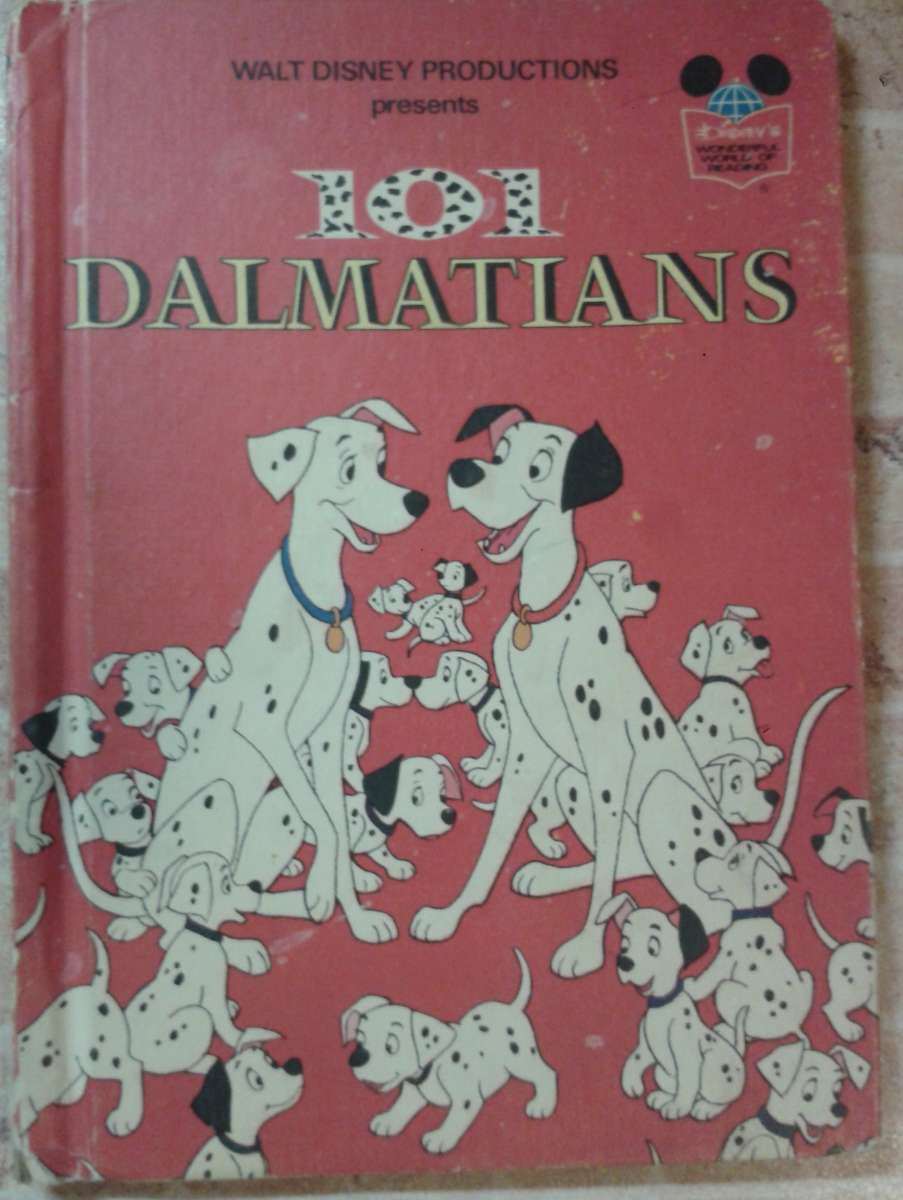 WALT DISNEY PRODUCTIONS
presents
DISNEY'S
WONDERFUL
WORLD OF
READING
®
101
DALMATIANS